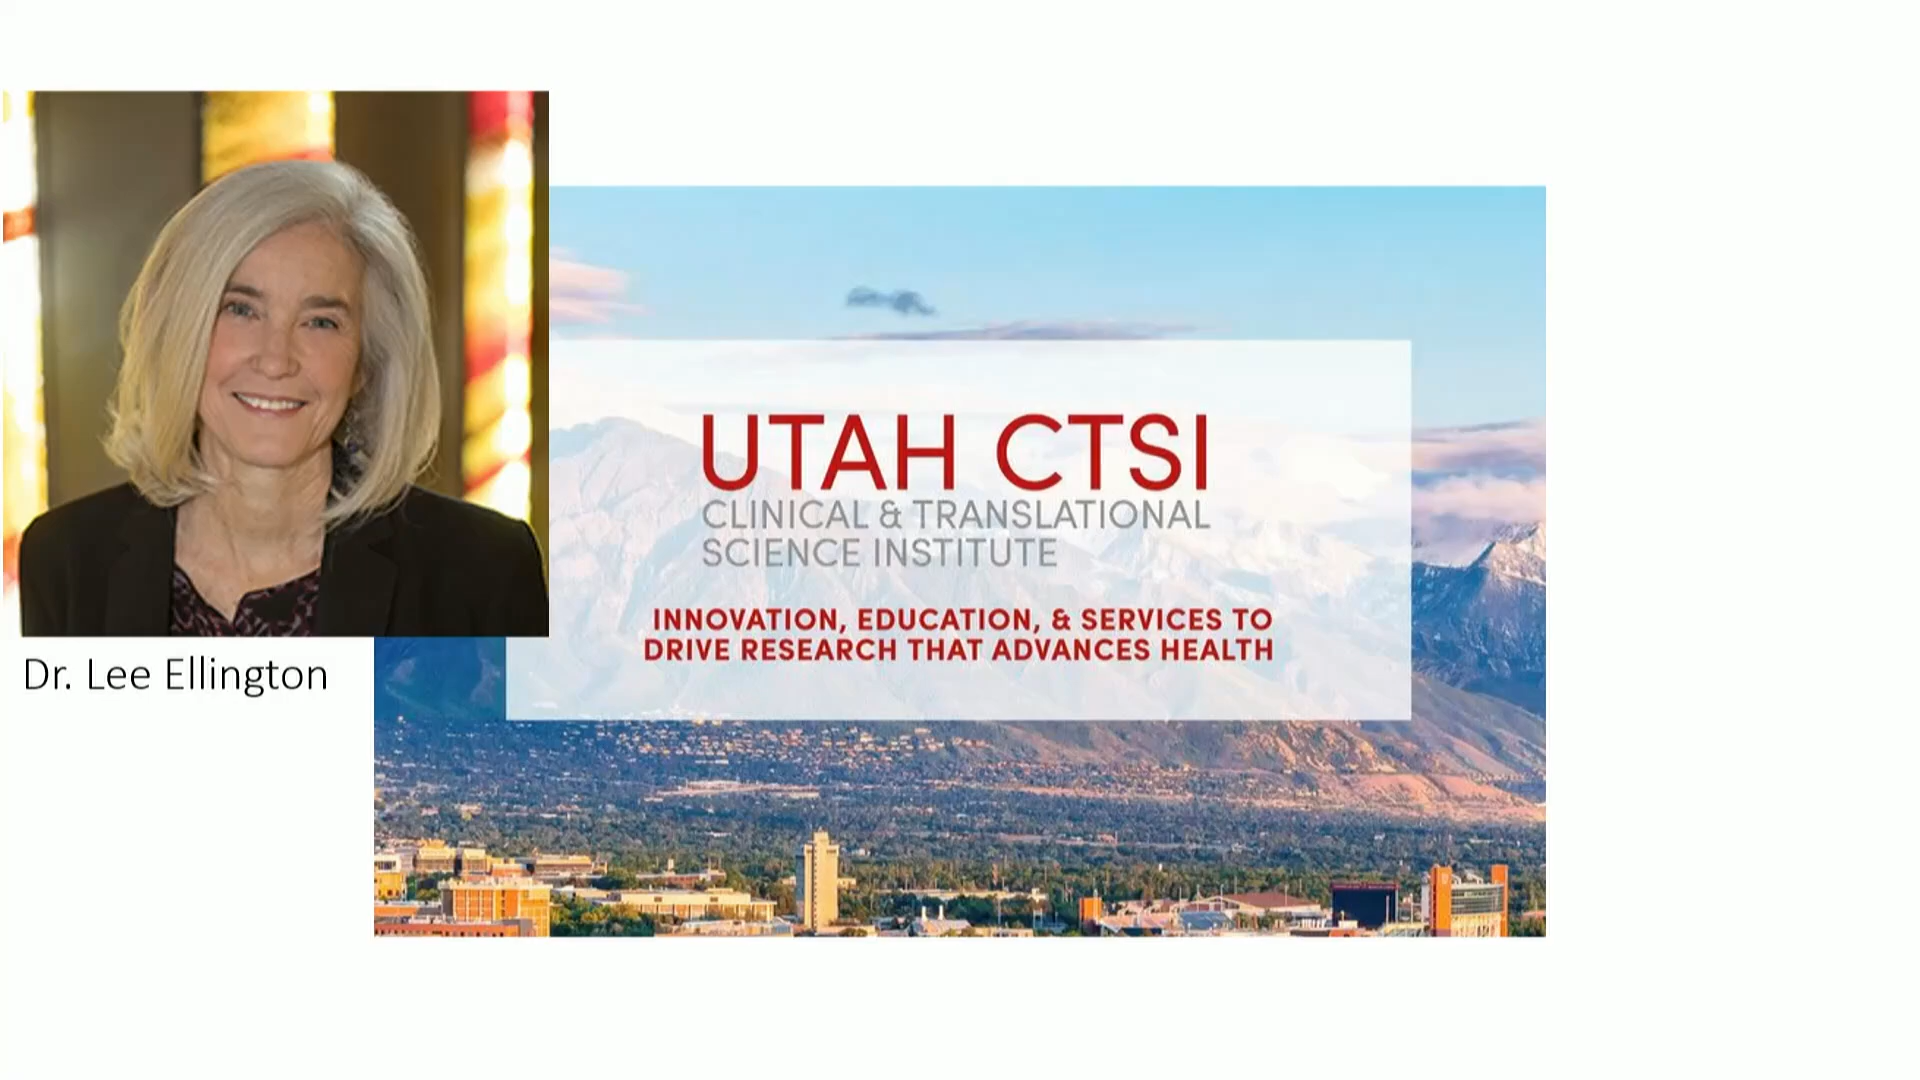 UTAH CTSI
CLINICAL & TRANSLATIONAL
SCIENCE INSTITUTE
INNOVATION, EDUCATION, & SERVICES TO
DRIVE RESEARCH THAT ADVANCES HEALTH
Dr. Lee Ellington